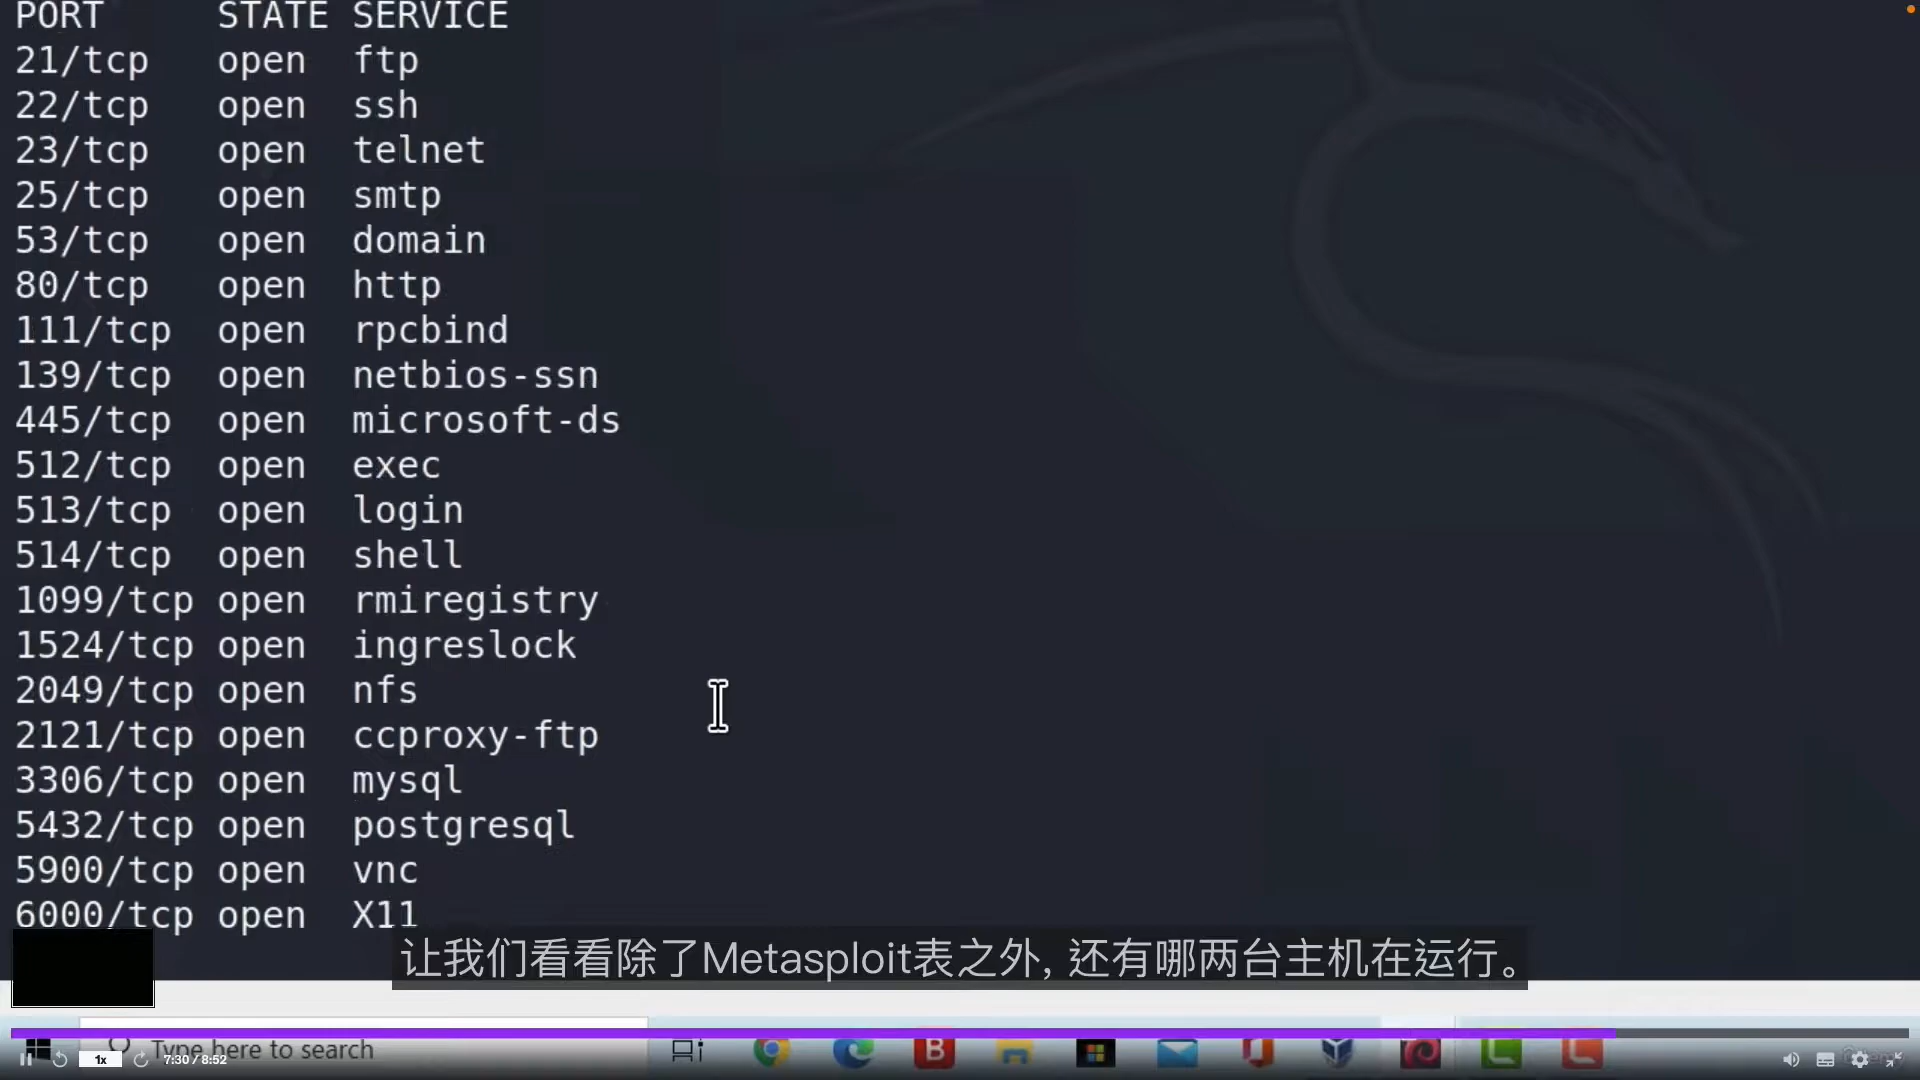 PORT STATE SERVICE
21/tcp open ftp
22/tcp open ssh
23/tcp open telnet
25/tcp open smtp
53/tcp open domain
80/tcp open http
111/tcp open rpcbind
139/tcp open netbios-ssn
445/tcp open microsoft-ds
512/tcp open exec
513/tcp open login
514/tcp open shell
1099/tcp open rmiregistry
1524/tcp open ingreslock
2049/tcp open nfs
2121/tcp open ccproxy-ftp
3306/tcp open mysql
5432/tcp open postgresql
5900/tcp open vnc
6000/tcp open X11
让我们看看除了Metasploit表之外, 还有哪两台主机在运行。
Type here to search
1x 7:30 / 8:52
B